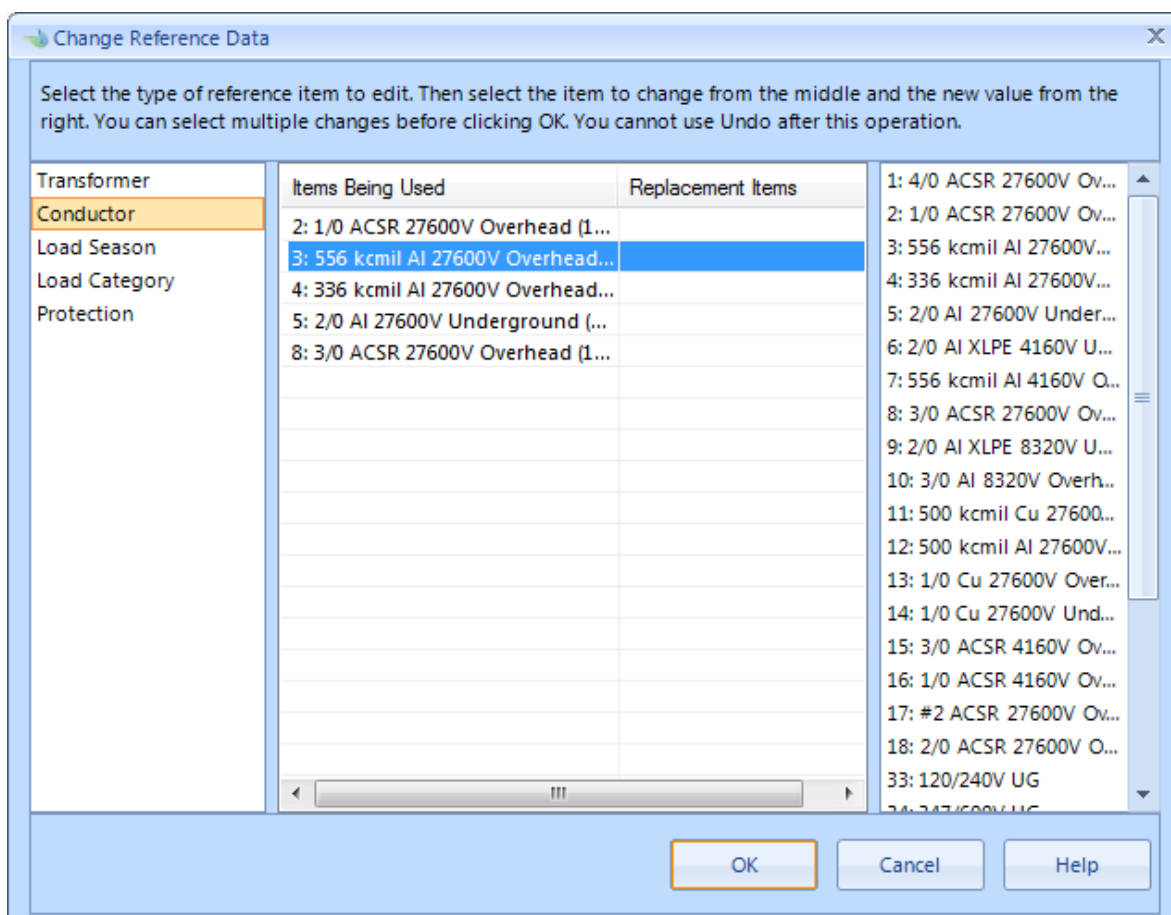 Change Reference Data
Select the type of reference item to edit. Then select the item to change from the middle and the new value from the
right. You can select multiple changes before clicking OK. You cannot use Undo after this operation.
Transformer
Conductor
Load Season
Load Category
Protection
Items Being Used Replacement Items
2: 1/0 ACSR 27600V Overhead (1...
3: 556 kcmil Al 27600V Overhead...
4: 336 kcmil Al 27600V Overhead...
5: 2/0 Al 27600V Underground (...
8: 3/0 ACSR 27600V Overhead (1...
1: 4/0 ACSR 27600V Ov...
2: 1/0 ACSR 27600V Ov...
3: 556 kcmil Al 27600V...
4: 336 kcmil Al 27600V...
5: 2/0 Al 27600V Under...
6: 2/0 Al XLPE 4160V U...
7: 556 kcmil Al 4160V O...
8: 3/0 ACSR 27600V Ov...
9: 2/0 Al XLPE 8320V U...
10: 3/0 Al 8320V Overh...
11: 500 kcmil Cu 27600...
12: 500 kcmil Al 27600V...
13: 1/0 Cu 27600V Over...
14: 1/0 Cu 27600V Und...
15: 3/0 ACSR 4160V Ov...
16: 1/0 ACSR 4160V Ov...
17: #2 ACSR 27600V Ov...
18: 2/0 ACSR 27600V O...
33: 120/240V UG
34: 347/600V UG
OK Cancel Help